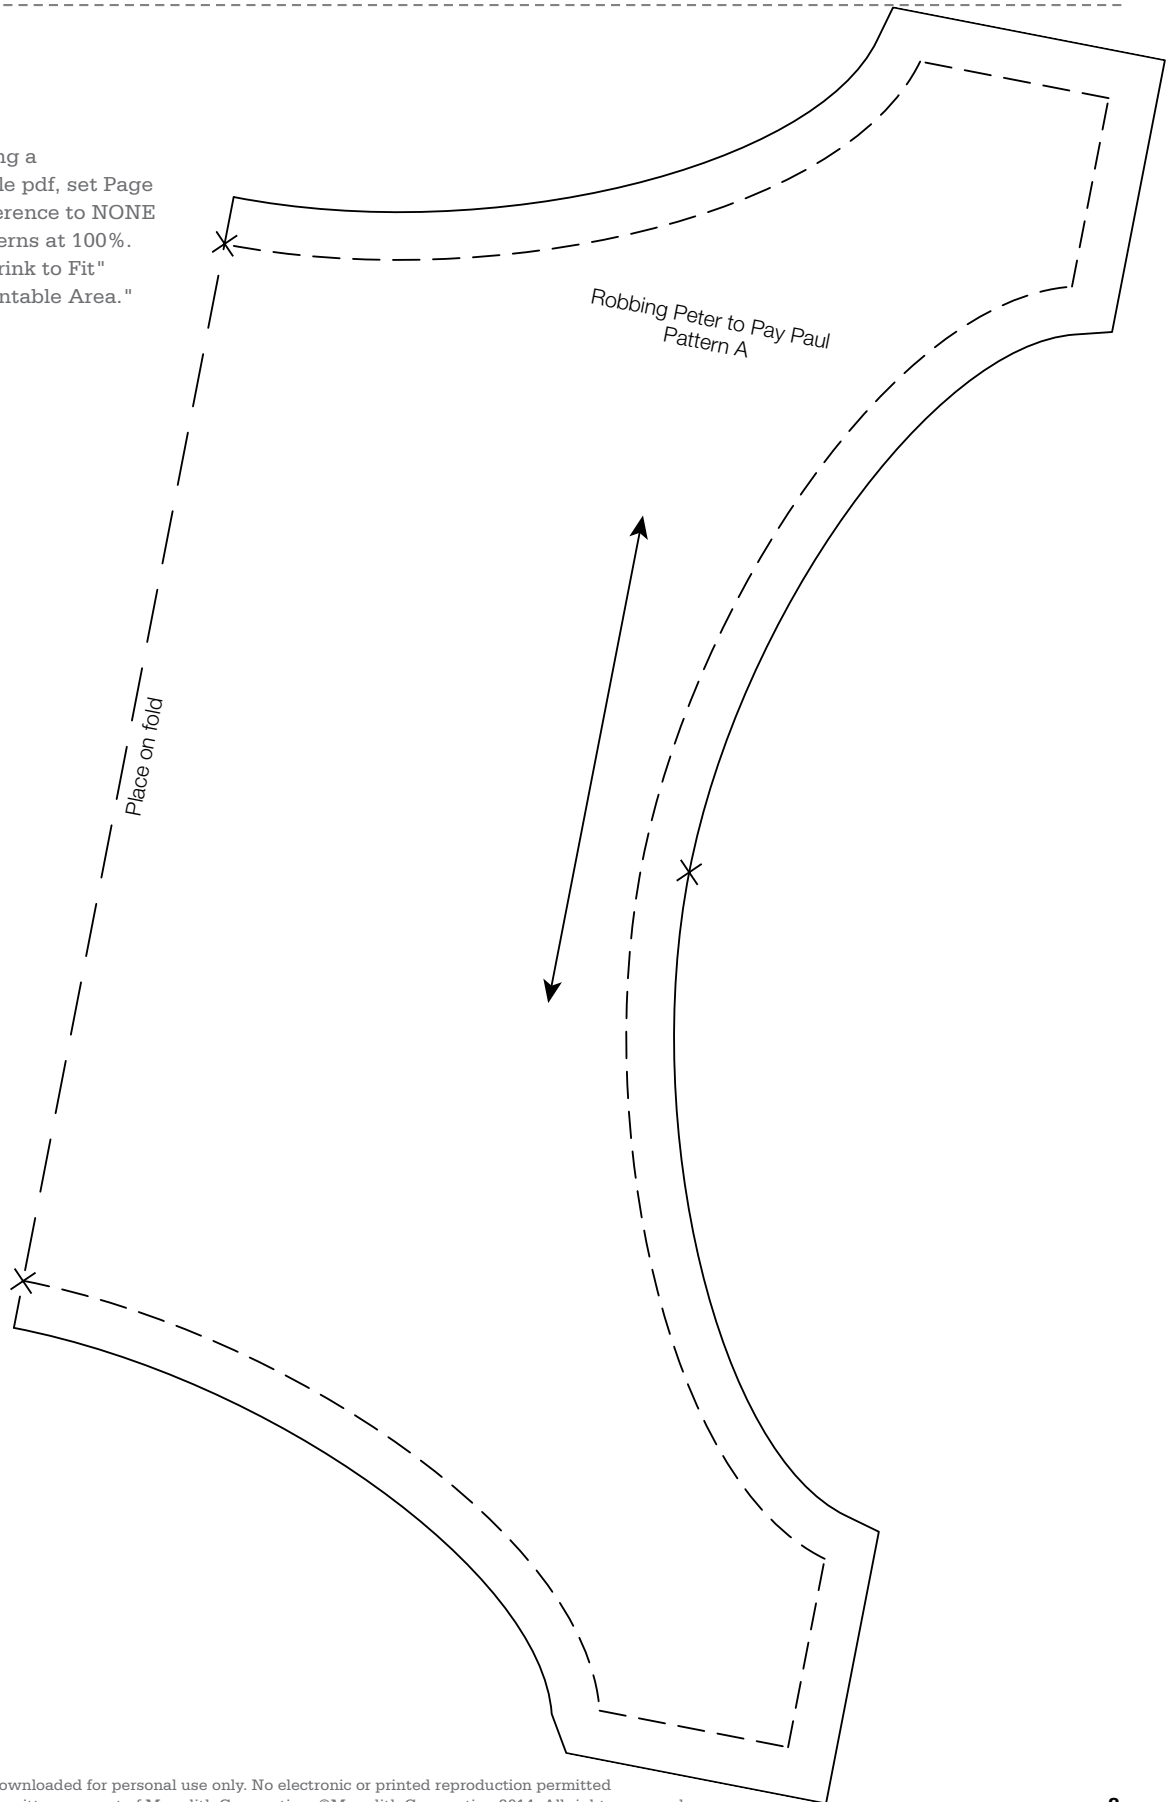 ng a
le pdf, set Page
erence to NONE
erns at 100%.
rink to Fit"
ntable Area."
Robbing Peter to Pay Paul
Pattern A
Place on fold
ownloaded for personal use only. No electronic or printed reproduction permitted